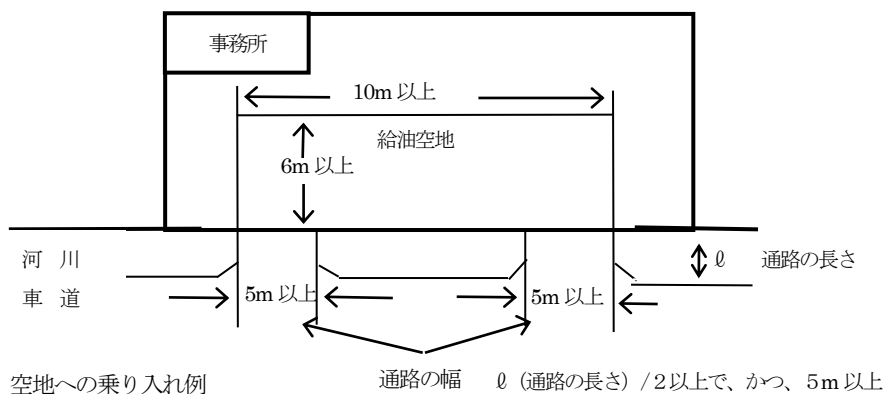 事務所
10m 以上
給油空地
6m 以上
河　川
ℓ　通路の長さ
車　道
5m 以上
5m 以上
空地への乗り入れ例
通路の幅　ℓ（通路の長さ）/2以上で、かつ、5m以上